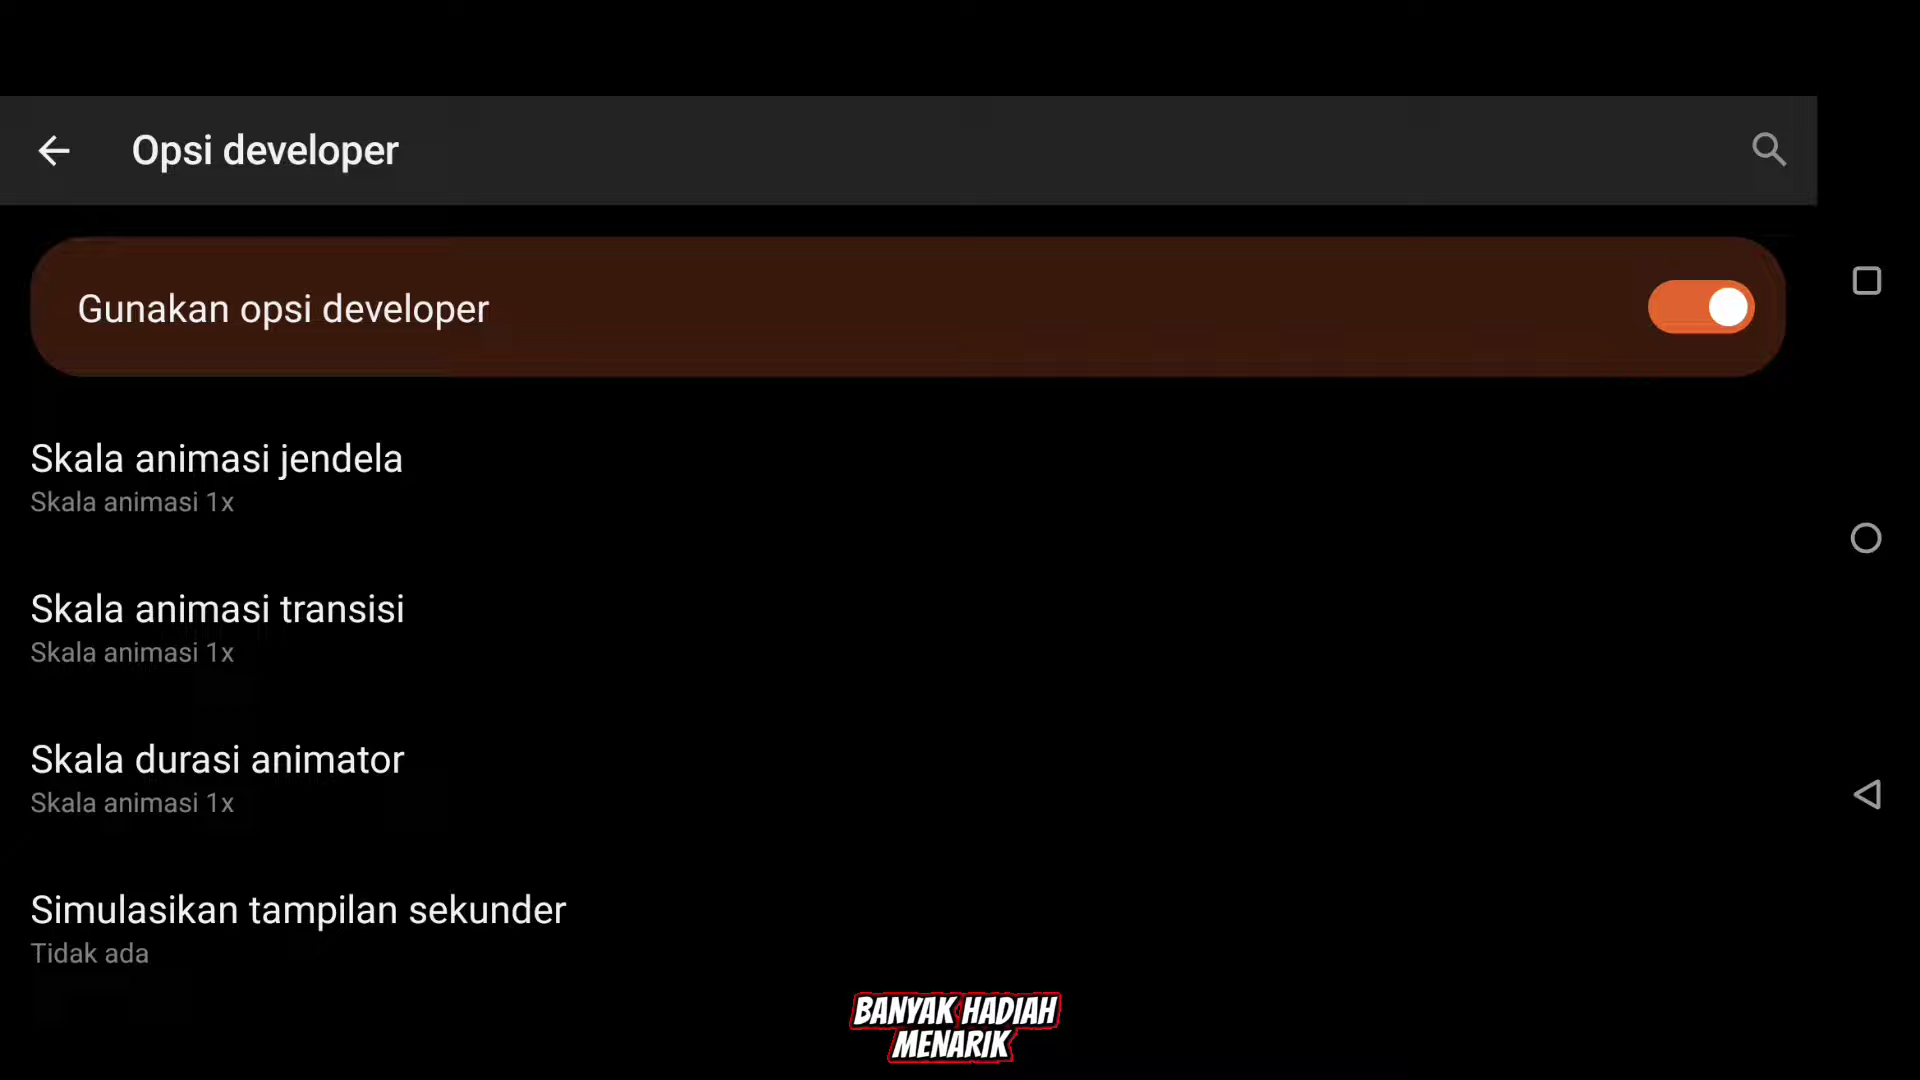 Opsi developer
Gunakan opsi developer
Skala animasi jendela
Skala animasi 1x
Skala animasi transisi
Skala animasi 1x
Skala durasi animator
Skala animasi 1x
Simulasikan tampilan sekunder
Tidak ada
BANYAK HADIAH
MENARIK